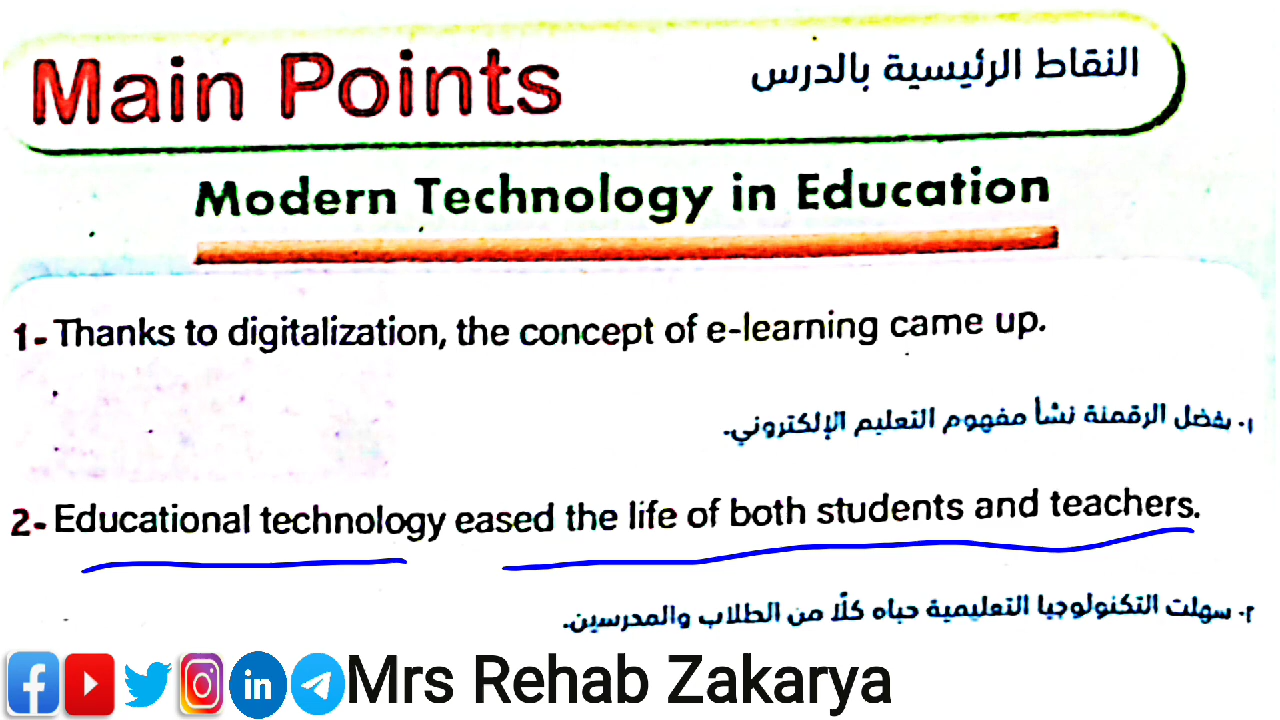 Main Points
النقاط الرئيسية بالدرس
Modern Technology in Education
1- Thanks to digitalization, the concept of e-learning came up.
١- بفضل الرقمنة نشأ مفهوم التعليم الإلكتروني.
2- Educational technology eased the life of both students and teachers.
٢- سهلت التكنولوجيا التعليمية حياه كلًا من الطلاب والمدرسين.
Mrs Rehab Zakarya